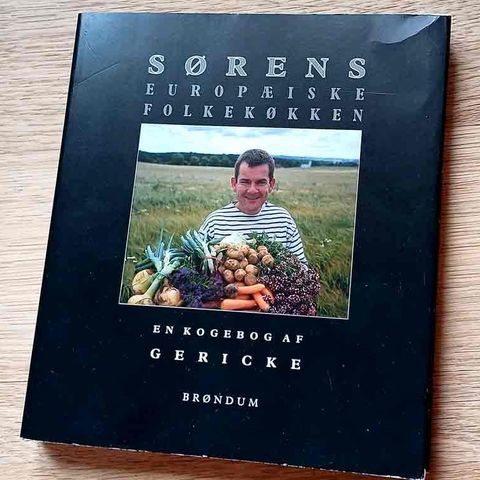 SØRENS
EUROPÆISKE
FOLKEKØKKEN
EN KOGEBOG AF
GERICKE
BRØNDUM